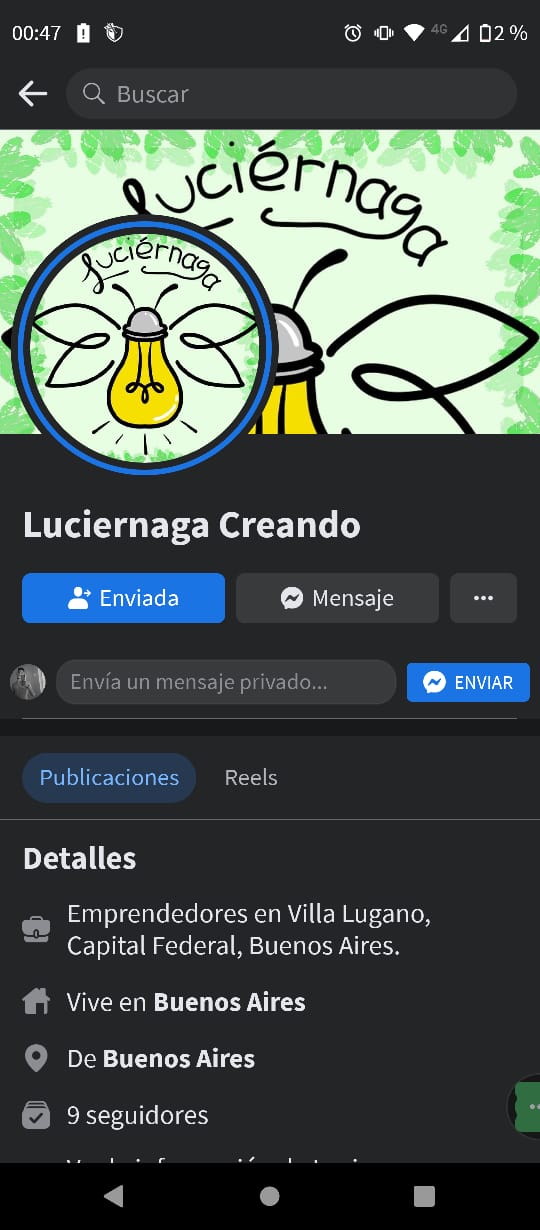 00:47
4G
2 %
Buscar
Luciérnaga
Luciérnaga
Luciernaga Creando
Enviada
Mensaje
Envía un mensaje privado...
ENVIAR
Publicaciones
Reels
Detalles
Emprendedores en Villa Lugano,
Capital Federal, Buenos Aires.
Vive en Buenos Aires
De Buenos Aires
9 seguidores